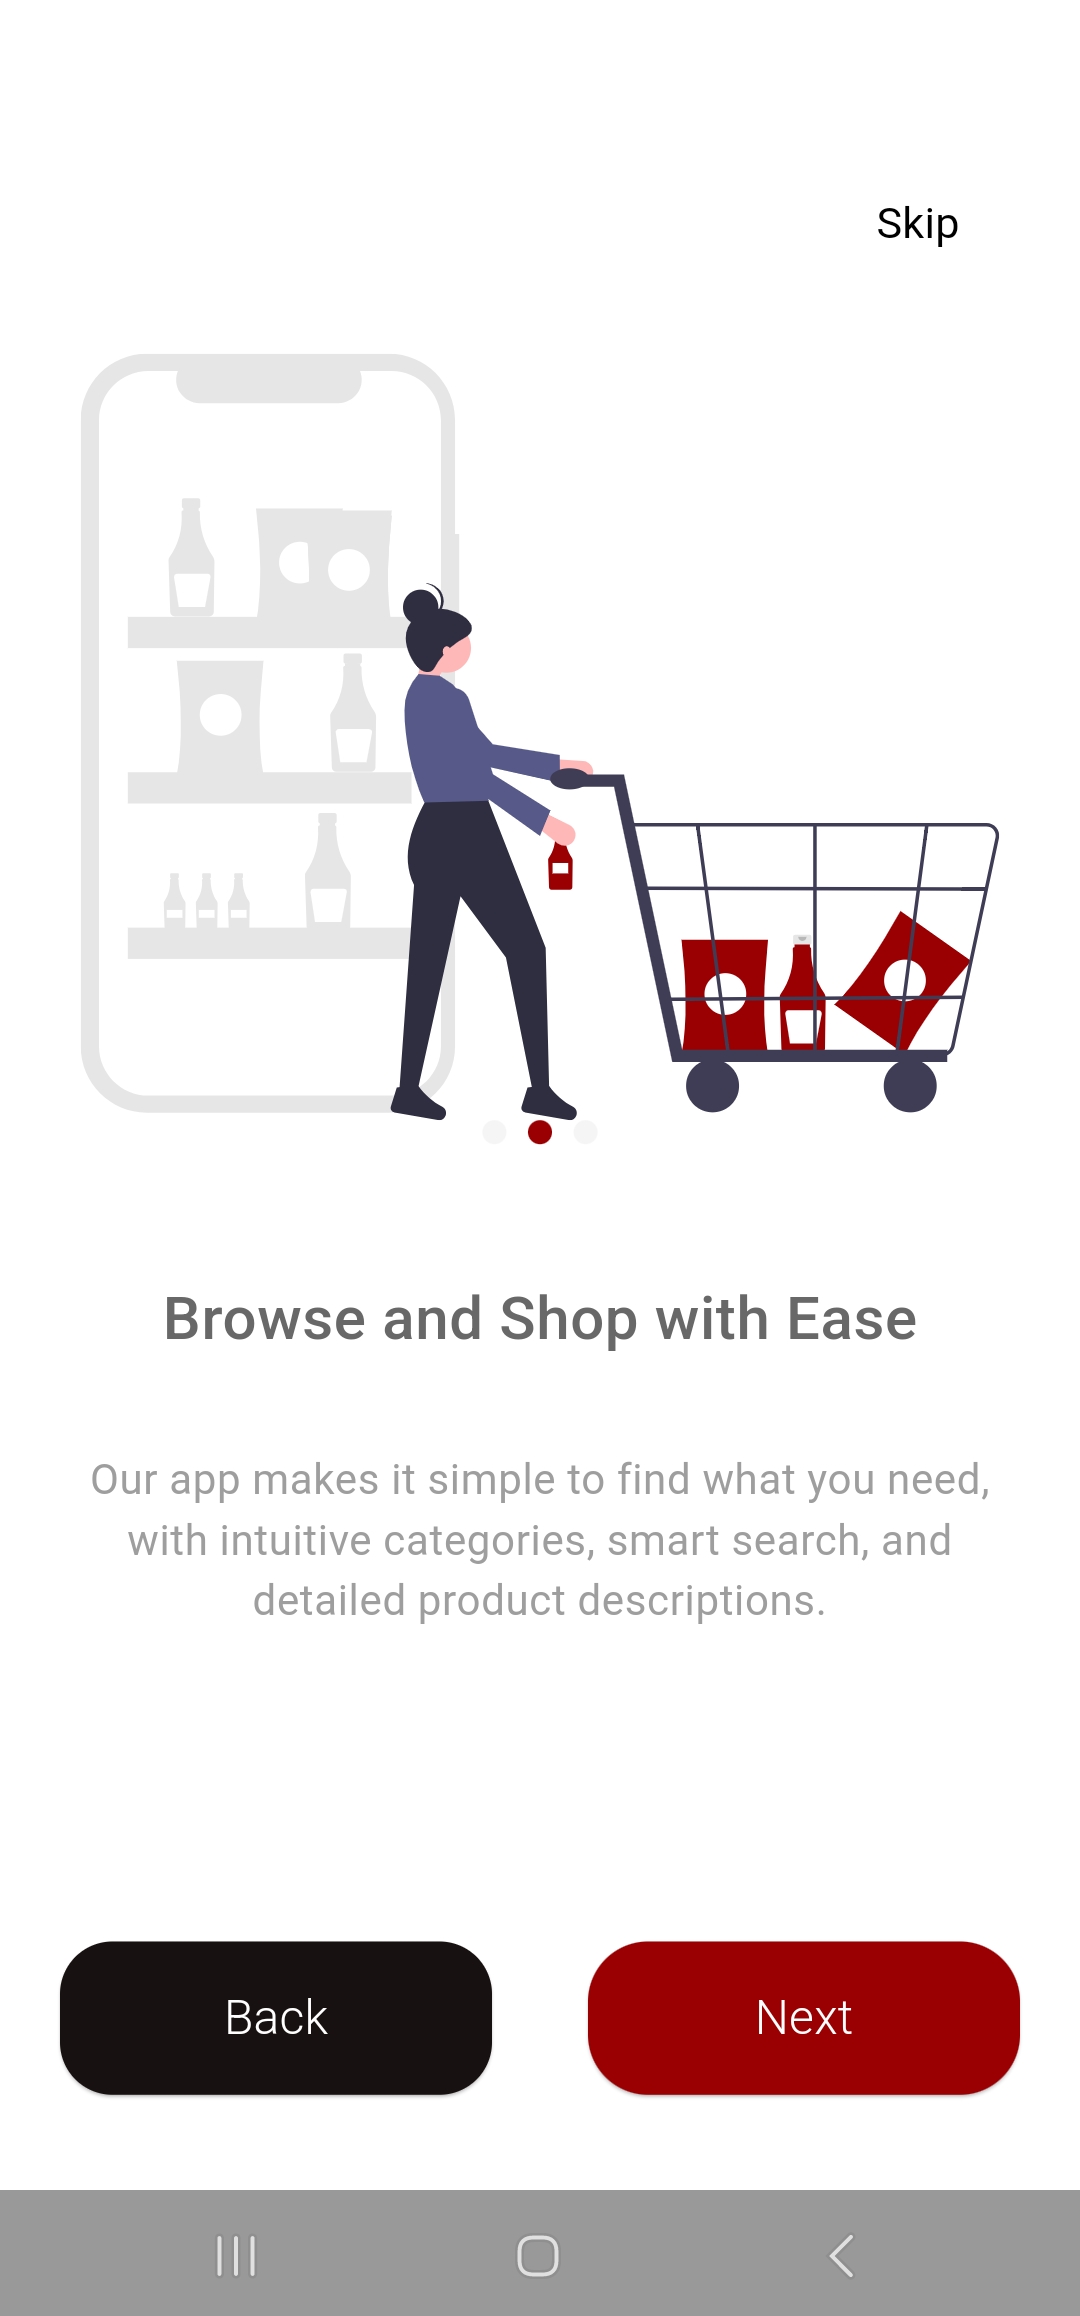 Skip
Browse and Shop with Ease
Our app makes it simple to find what you need,
with intuitive categories, smart search, and
detailed product descriptions.
Back
Next